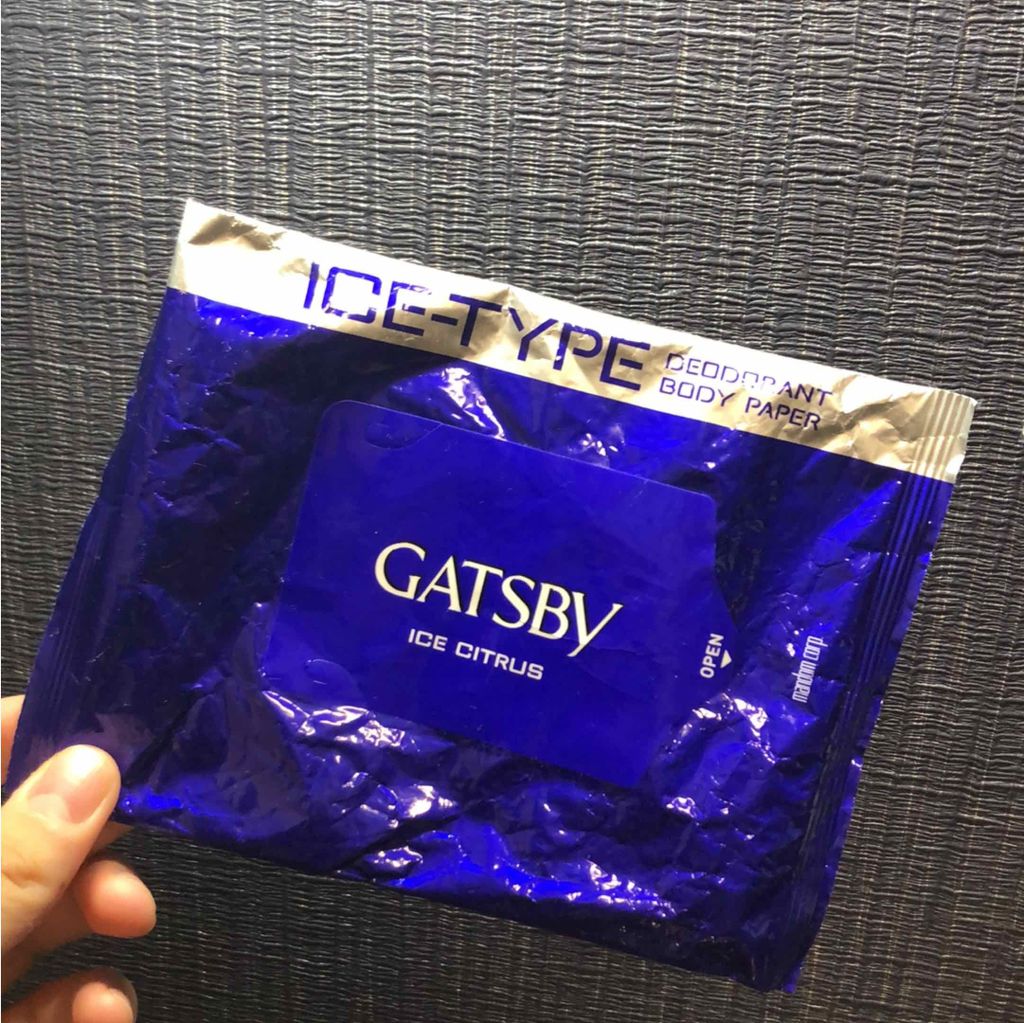 ICE-TYPE
DEODORANT
BODY PAPER
GATSBY
ICE CITRUS
OPEN
mandom corp.